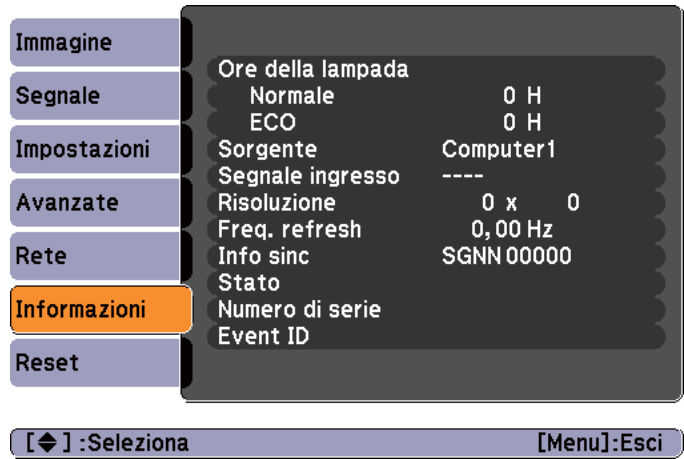 Immagine
Segnale
Impostazioni
Avanzate
Rete
Informazioni
Reset
Ore della lampada
Normale 0 H
ECO 0 H
Sorgente Computer1
Segnale ingresso ----
Risoluzione 0 x 0
Freq. refresh 0,00 Hz
Info sinc SGNN 00000
Stato
Numero di serie
Event ID
[◆] :Seleziona [Menu]:Esci